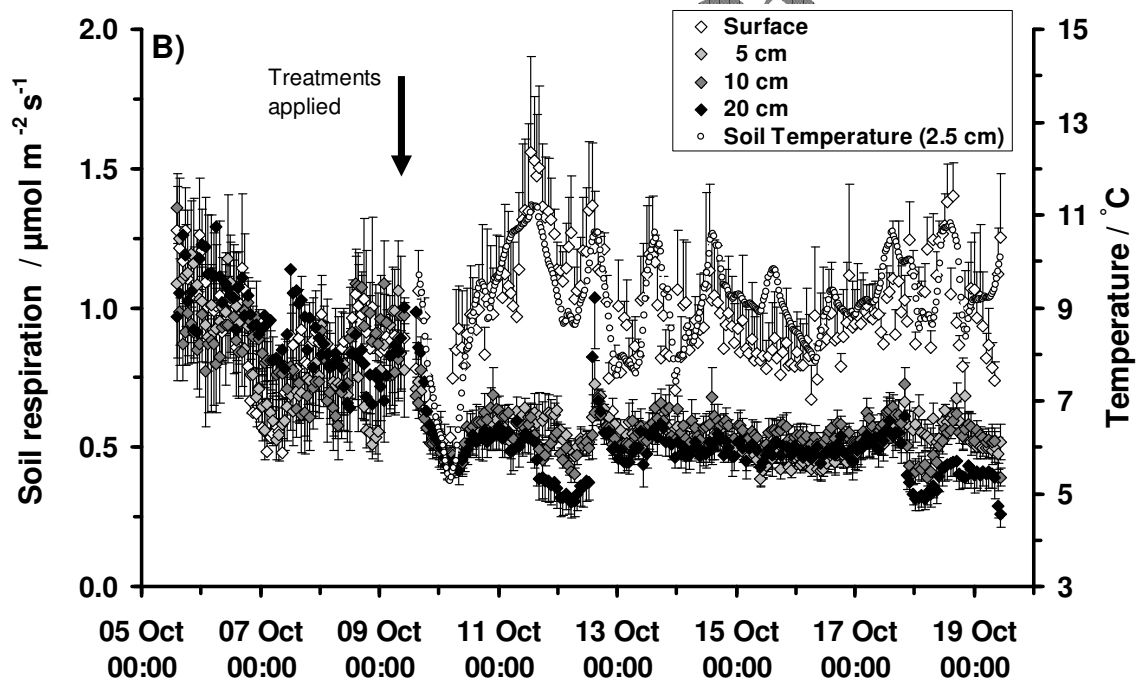 B)
Treatments
applied
Surface
5 cm
10 cm
20 cm
Soil Temperature (2.5 cm)
Soil respiration / µmol m -2 s-1
2.0
1.5
1.0
0.5
0.0
15
13
11
9
7
5
3
Temperature / °C
05 Oct 07 Oct 09 Oct 11 Oct 13 Oct 15 Oct 17 Oct 19 Oct
00:00 00:00 00:00 00:00 00:00 00:00 00:00 00:00